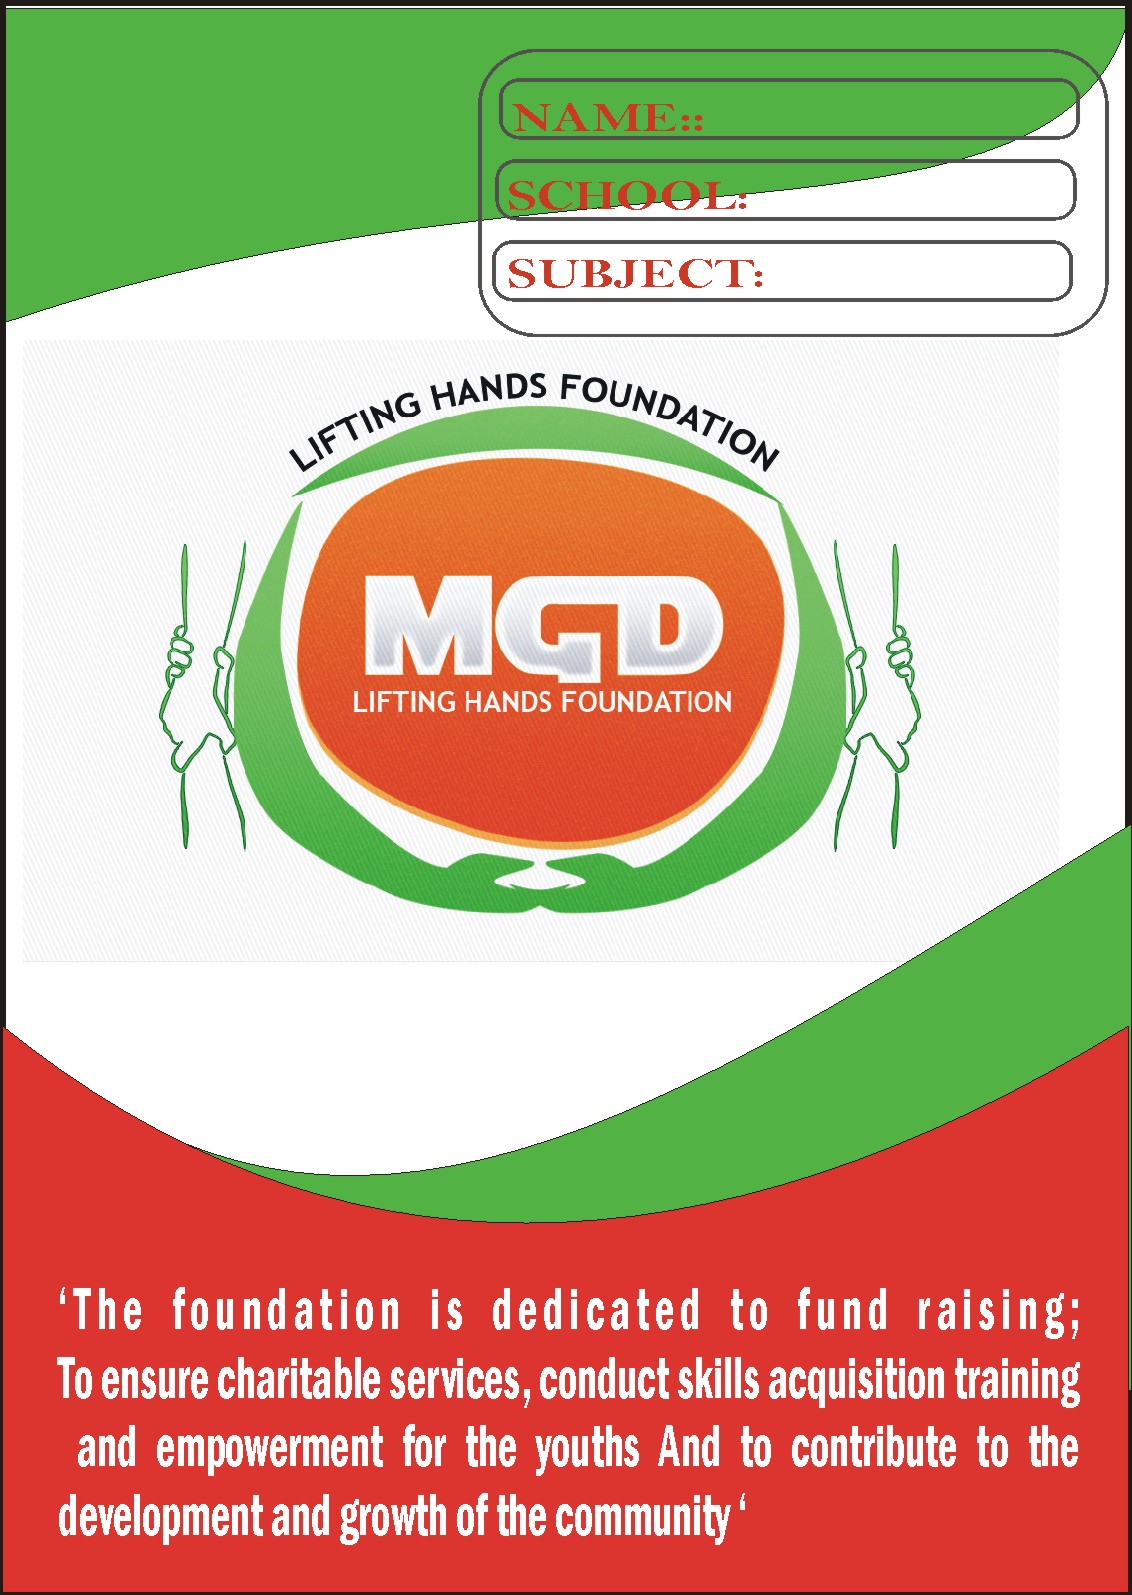 NAME::
SCHOOL:
SUBJECT:
LIFTING HANDS FOUNDATION
MGD
LIFTING HANDS FOUNDATION
‘The foundation is dedicated to fund raising;
To ensure charitable services, conduct skills acquisition training
and empowerment for the youths And to contribute to the
development and growth of the community ‘